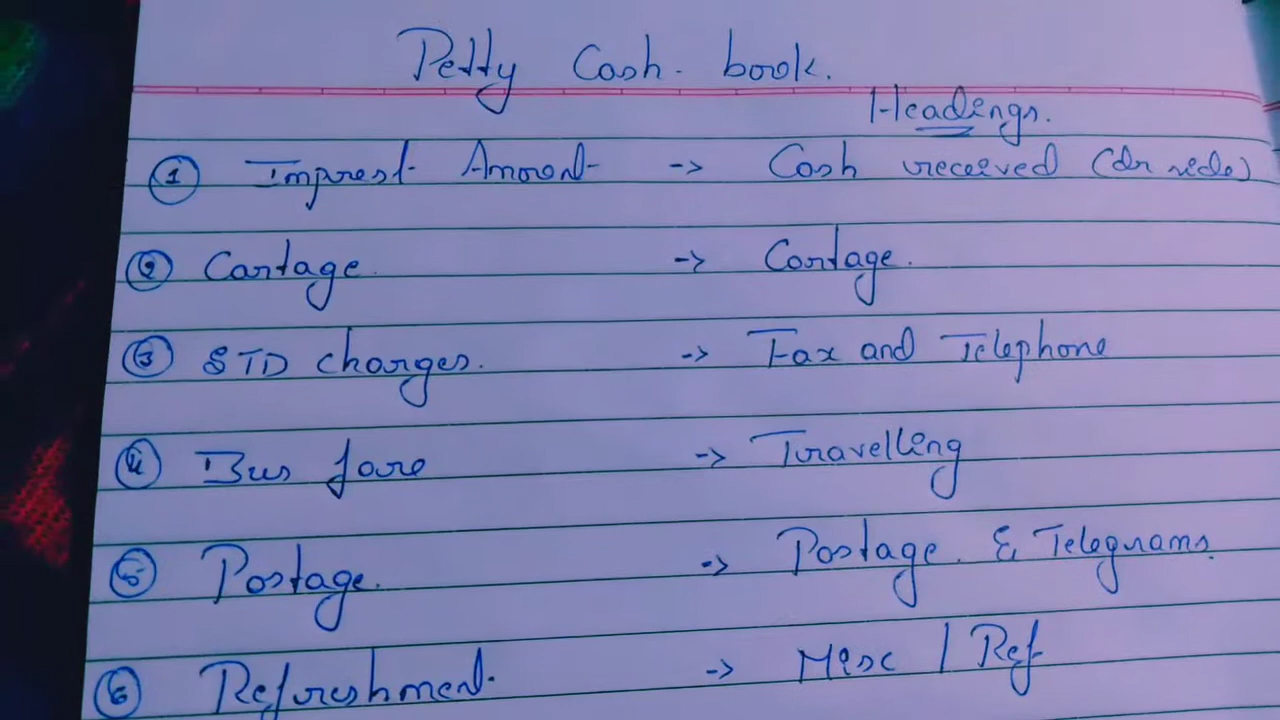 Petty Cash. book.
Headings.
① Imprest Amount -> Cash received (dr side)
② Cartage. -> Cartage.
③ STD charges. -> Fax and Telephone
④ Bus fare -> Travelling
⑤ Postage. -> Postage. & Telegrams.
⑥ Refreshment. -> Misc / Ref